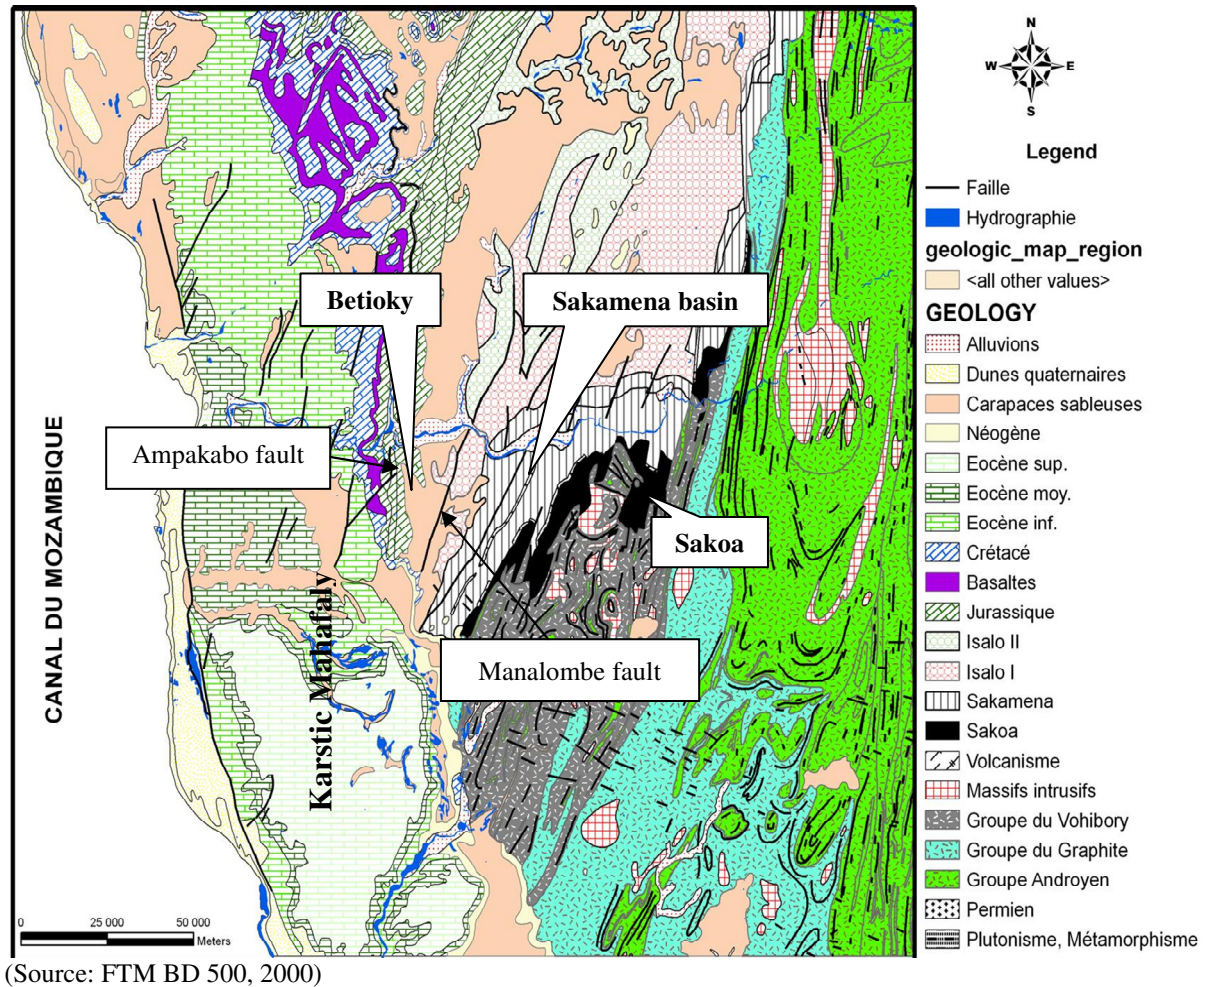 N
W E
S
Legend
Faille
Hydrographie
geologic_map_region
<all other values>
GEOLOGY
Alluvions
Dunes quaternaires
Carapaces sableuses
Néogène
Eocène sup.
Eocène moy.
Eocène inf.
Crétacé
Basaltes
Jurassique
Isalo II
Isalo I
Sakamena
Sakoa
Volcanisme
Massifs intrusifs
Groupe du Vohibory
Groupe du Graphite
Groupe Androyen
Permien
Plutonisme, Métamorphisme
Betioky
Sakamena basin
Ampakabo fault
Sakoa
Manalombe fault
CANAL DU MOZAMBIQUE
Karstic Mahafaly
0 25 000 50 000
Meters
(Source: FTM BD 500, 2000)